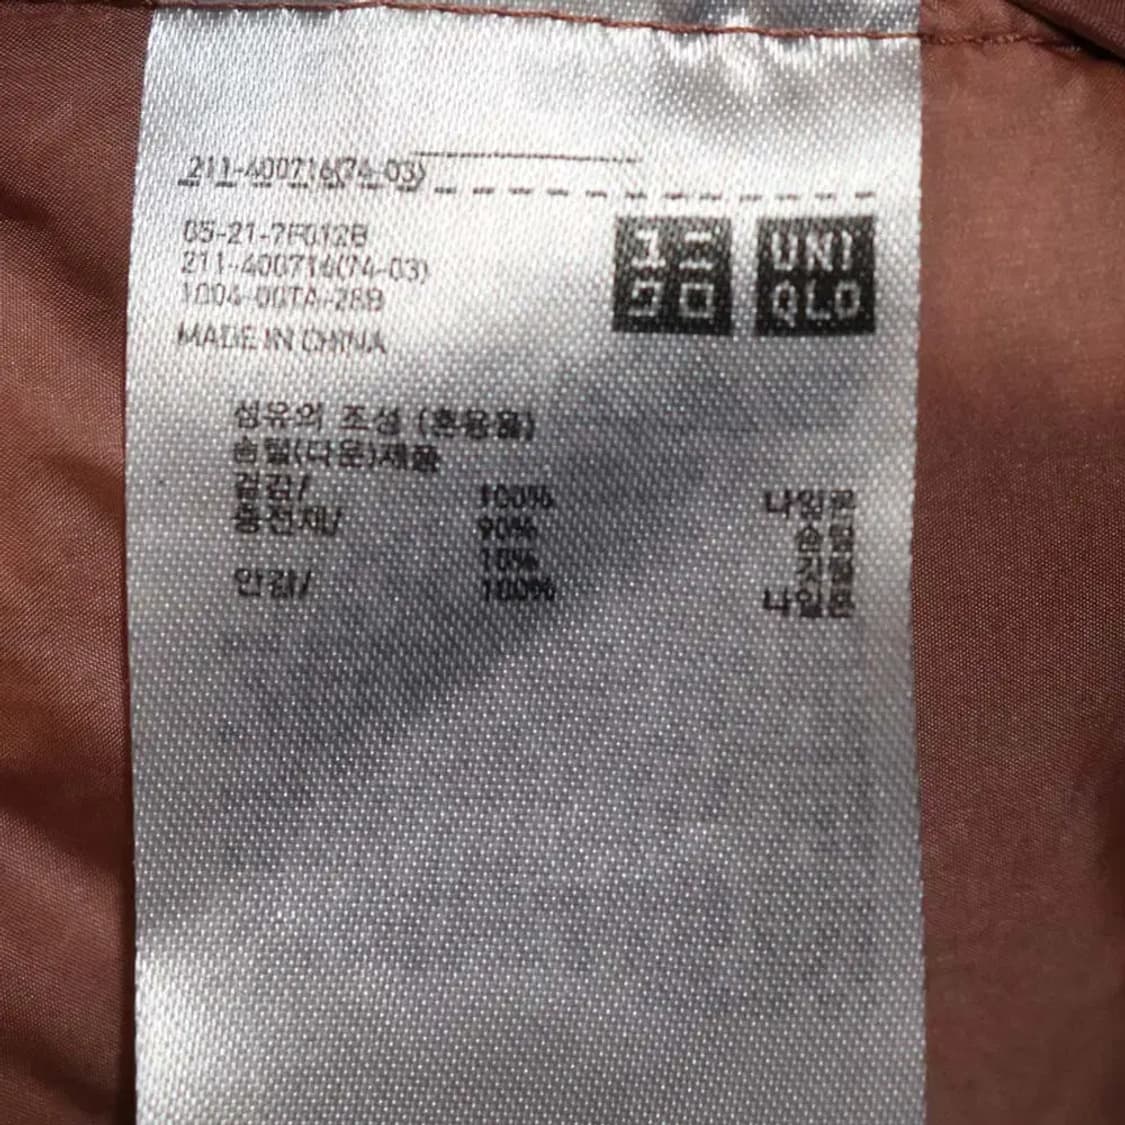 211-400716(74-03)
ユニ
クロ
UNI
QLO
05-21-7F012B
211-400716(74-03)
1004-00TA-28B
MADE IN CHINA
섬유의 조성 (혼용율)
솜털(다운)제품
겉감/ 100% 나일론
충전재/ 90% 솜털
10% 깃털
안감/ 100% 나일론